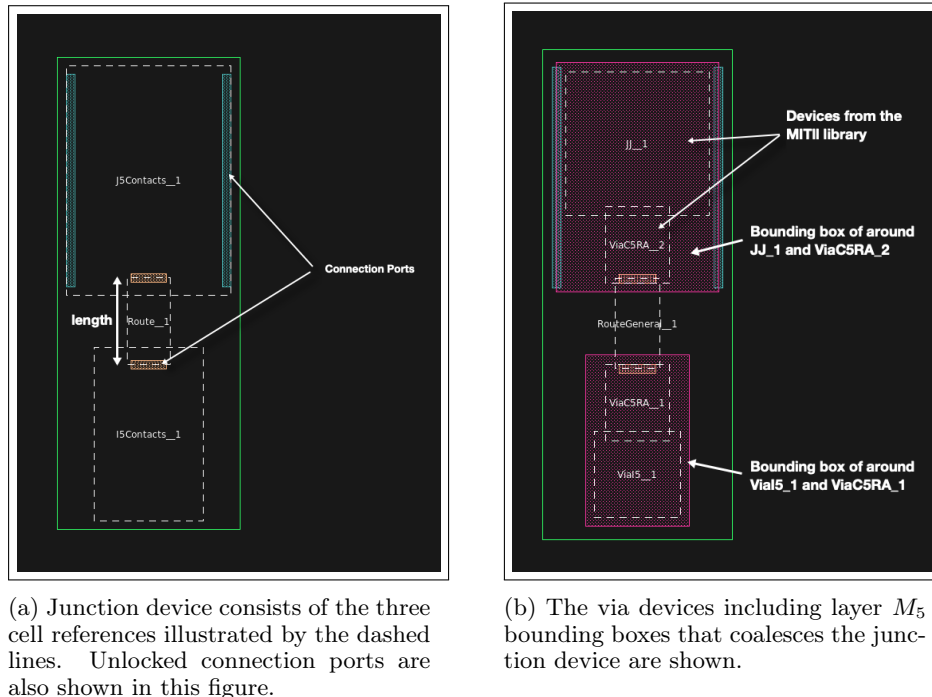 J5Contacts__1
Connection Ports
length
Route__1
I5Contacts__1
Devices from the
MITll library
JJ__1
Bounding box of around
JJ_1 and ViaC5RA_2
ViaC5RA__2
RouteGeneral__1
ViaC5RA__1
Bounding box of around
ViaI5_1 and ViaC5RA_1
ViaI5__1
(a) Junction device consists of the three
cell references illustrated by the dashed
lines. Unlocked connection ports are
also shown in this figure.
(b) The via devices including layer M₅
bounding boxes that coalesces the junc-
tion device are shown.